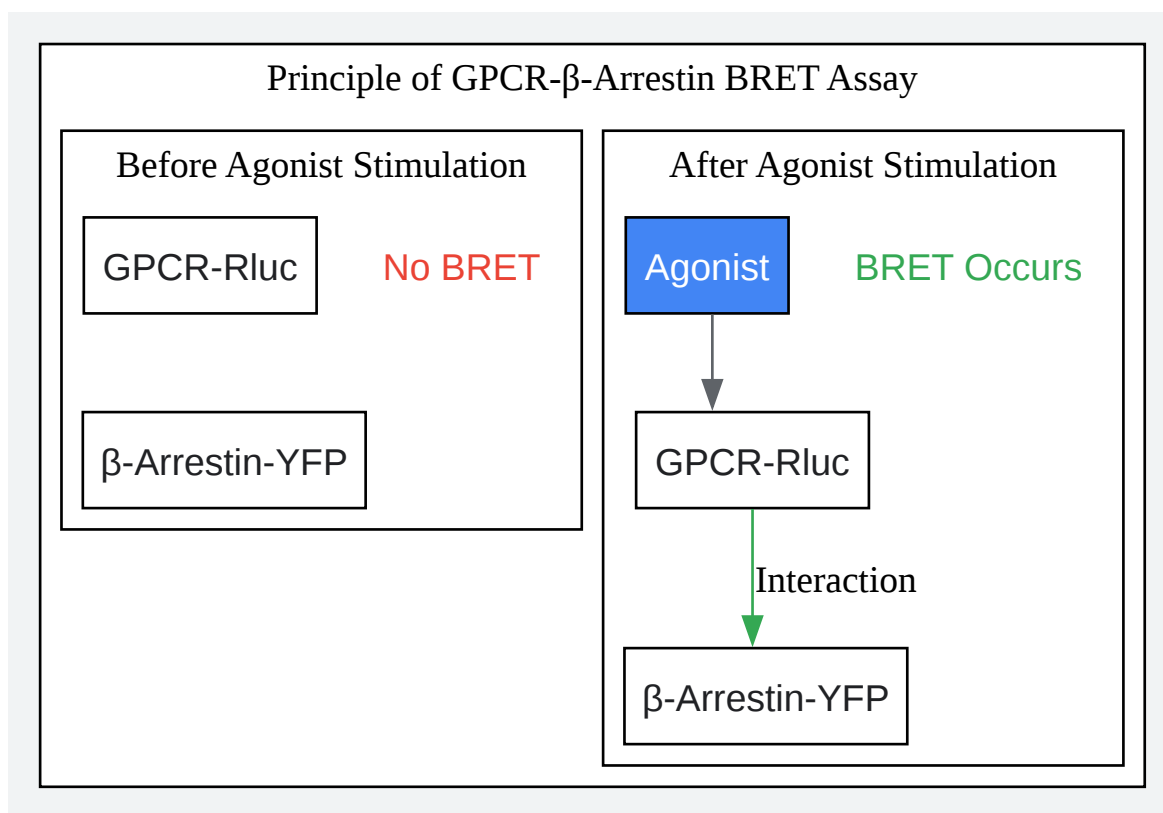 Principle of GPCR-β-Arrestin BRET Assay
Before Agonist Stimulation
GPCR-Rluc
No BRET
β-Arrestin-YFP
After Agonist Stimulation
Agonist
BRET Occurs
GPCR-Rluc
Interaction
β-Arrestin-YFP